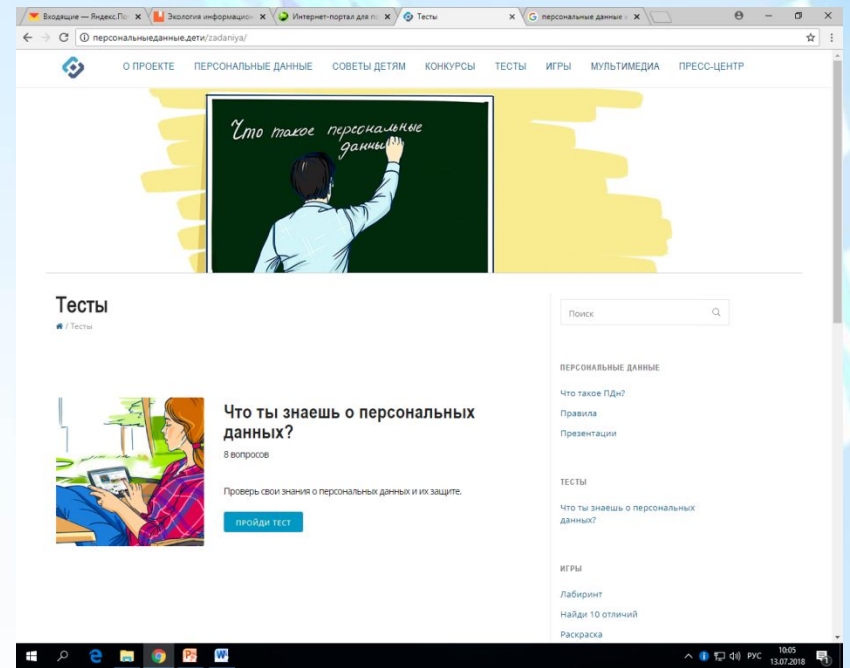 Входящие — Яндекс.По
Экология информацион
Интернет-портал для п
Тесты
персональные данные
персональныеданные.дети/zadaniya/
О ПРОЕКТЕ ПЕРСОНАЛЬНЫЕ ДАННЫЕ СОВЕТЫ ДЕТЯМ КОНКУРСЫ ТЕСТЫ ИГРЫ МУЛЬТИМЕДИА ПРЕСС-ЦЕНТР
Что такое персональные
данные
Тесты
/ Тесты
Что ты знаешь о персональных
данных?
8 вопросов
Проверь свои знания о персональных данных и их защите.
ПРОЙДИ ТЕСТ
Поиск
ПЕРСОНАЛЬНЫЕ ДАННЫЕ
Что такое ПДн?
Правила
Презентации
ТЕСТЫ
Что ты знаешь о персональных
данных?
ИГРЫ
Лабиринт
Найди 10 отличий
Раскраска
РУС
10:05
13.07.2018